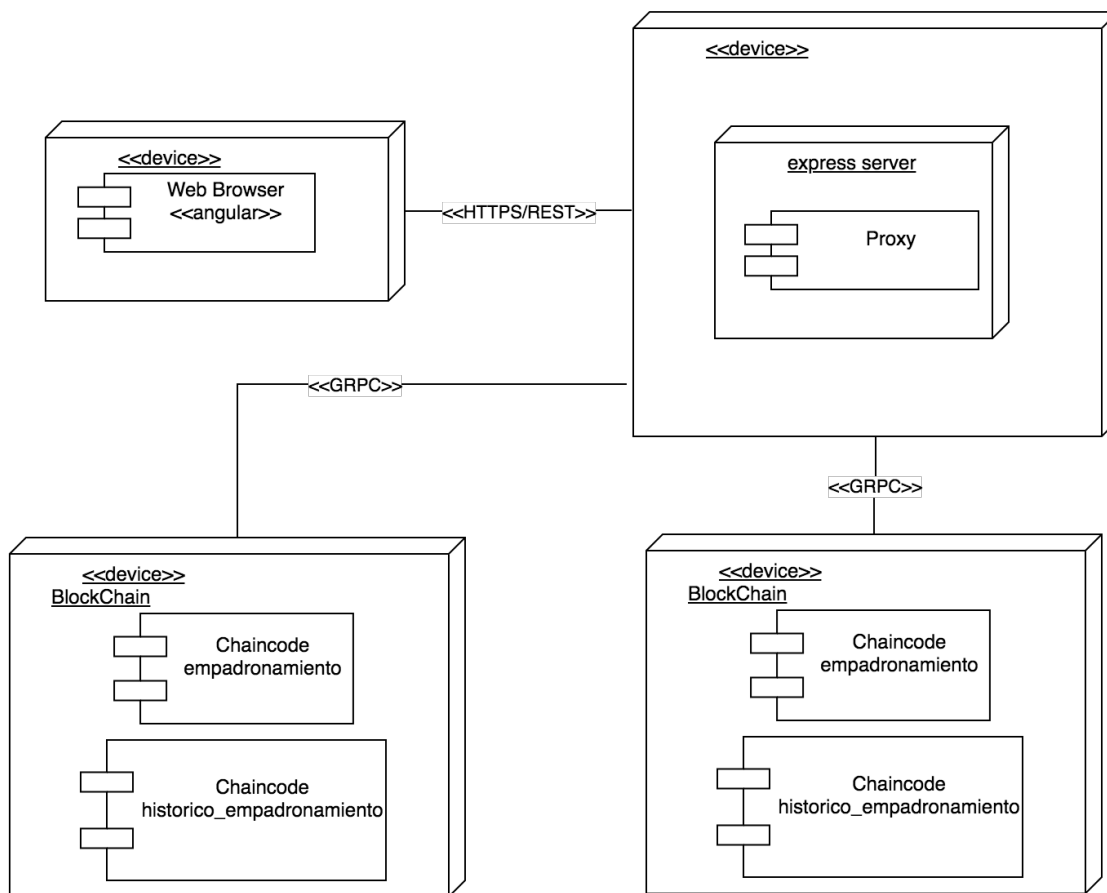 <<device>>
express server
Proxy
<<device>>
Web Browser
<<angular>>
<<HTTPS/REST>>
<<GRPC>>
<<GRPC>>
<<device>>
BlockChain
Chaincode
empadronamiento
Chaincode
historico_empadronamiento
<<device>>
BlockChain
Chaincode
empadronamiento
Chaincode
historico_empadronamiento